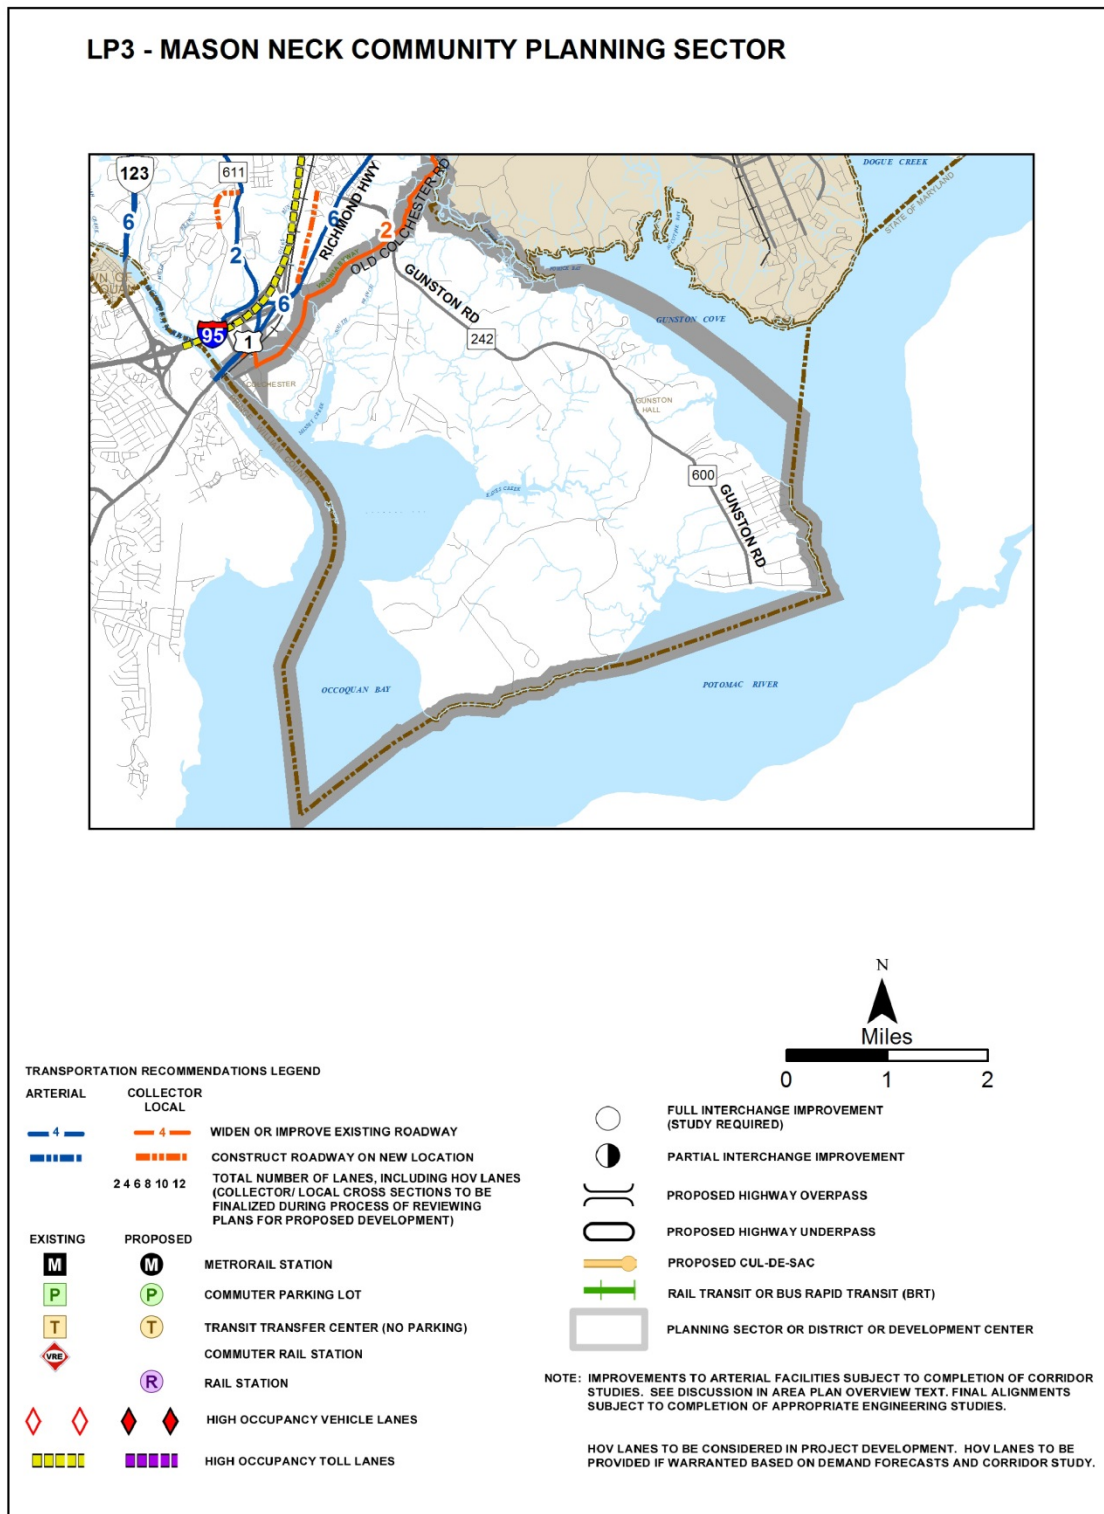 LP3 - MASON NECK COMMUNITY PLANNING SECTOR
DOGUE CREEK
STATE OF MARYLAND
123
611
6
2
RICHMOND HWY
6
OLD COLCHESTER RD
2
6
95
1
COLCHESTER
GUNSTON RD
242
GUNSTON COVE
GUNSTON
HALL
600
GUNSTON RD
OCCOQUAN BAY
POTOMAC RIVER
N
Miles
0 1 2
TRANSPORTATION RECOMMENDATIONS LEGEND
ARTERIAL COLLECTOR
LOCAL
4 4 WIDEN OR IMPROVE EXISTING ROADWAY
CONSTRUCT ROADWAY ON NEW LOCATION
2 4 6 8 10 12 TOTAL NUMBER OF LANES, INCLUDING HOV LANES
(COLLECTOR/ LOCAL CROSS SECTIONS TO BE
FINALIZED DURING PROCESS OF REVIEWING
PLANS FOR PROPOSED DEVELOPMENT)
EXISTING PROPOSED
M M METRORAIL STATION
P P COMMUTER PARKING LOT
T T TRANSIT TRANSFER CENTER (NO PARKING)
VRE COMMUTER RAIL STATION
R RAIL STATION
HIGH OCCUPANCY VEHICLE LANES
HIGH OCCUPANCY TOLL LANES
FULL INTERCHANGE IMPROVEMENT
(STUDY REQUIRED)
PARTIAL INTERCHANGE IMPROVEMENT
PROPOSED HIGHWAY OVERPASS
PROPOSED HIGHWAY UNDERPASS
PROPOSED CUL-DE-SAC
RAIL TRANSIT OR BUS RAPID TRANSIT (BRT)
PLANNING SECTOR OR DISTRICT OR DEVELOPMENT CENTER
NOTE: IMPROVEMENTS TO ARTERIAL FACILITIES SUBJECT TO COMPLETION OF CORRIDOR
STUDIES. SEE DISCUSSION IN AREA PLAN OVERVIEW TEXT. FINAL ALIGNMENTS
SUBJECT TO COMPLETION OF APPROPRIATE ENGINEERING STUDIES.
HOV LANES TO BE CONSIDERED IN PROJECT DEVELOPMENT. HOV LANES TO BE
PROVIDED IF WARRANTED BASED ON DEMAND FORECASTS AND CORRIDOR STUDY.